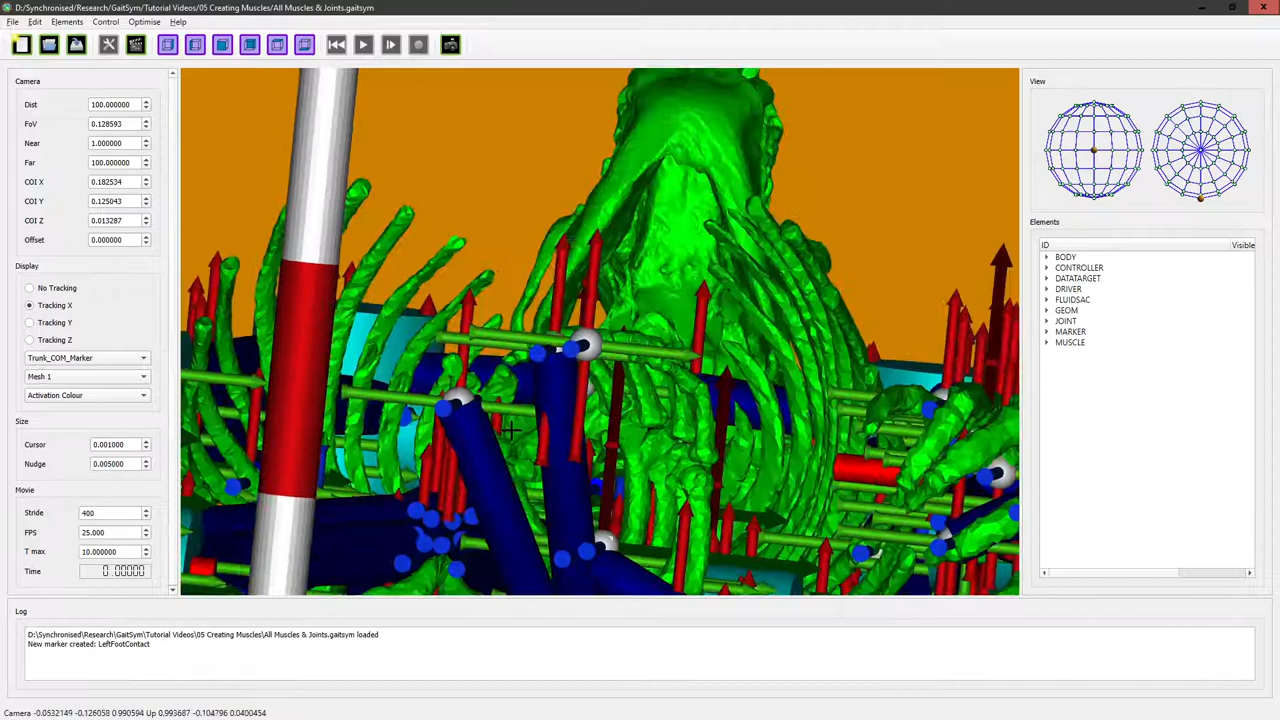 D:/Synchronised/Research/GaitSym/Tutorial Videos/05 Creating Muscles/All Muscles & Joints.gaitsym
File Edit Elements Control Optimise Help
Camera
Dist 100.000000
FoV 0.128593
Near 1.000000
Far 100.000000
COI X 0.182534
COI Y 0.125043
COI Z 0.013287
Offset 0.000000
Display
No Tracking
Tracking X
Tracking Y
Tracking Z
Trunk_COM_Marker
Mesh 1
Activation Colour
Size
Cursor 0.001000
Nudge 0.005000
Movie
Stride 400
FPS 25.000
T max 10.000000
Time 0 00000
View
Elements
ID Visible
BODY
CONTROLLER
DATATARGET
DRIVER
FLUIDSAC
GEOM
JOINT
MARKER
MUSCLE
Log
D:\Synchronised\Research\GaitSym\Tutorial Videos\05 Creating Muscles\All Muscles & Joints.gaitsym loaded
New marker created: LeftFootContact
Camera -0.0532149 -0.126058 0.990594 Up 0.993687 -0.104796 0.0400454